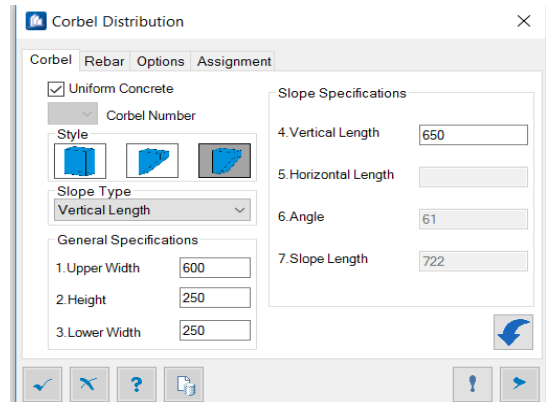 Corbel Distribution
Corbel Rebar Options Assignment
Uniform Concrete
Corbel Number
Style
Slope Type
Vertical Length
General Specifications
1.Upper Width 600
2.Height 250
3.Lower Width 250
Slope Specifications
4.Vertical Length 650
5.Horizontal Length
6.Angle 61
7.Slope Length 722
?
!